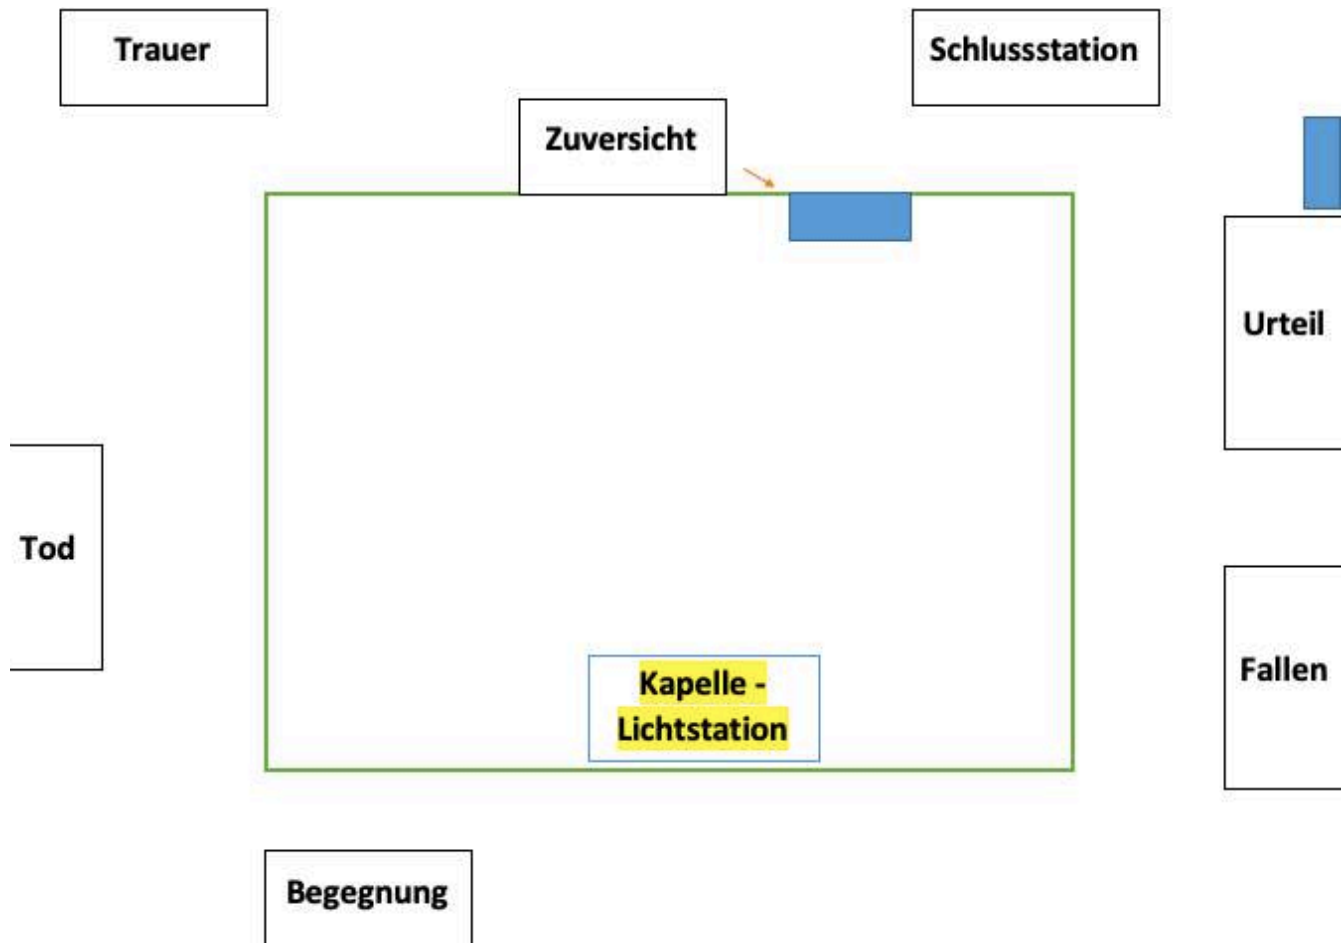 Trauer
Schlussstation
Zuversicht
Urteil
Tod
Fallen
Kapelle -
Lichtstation
Begegnung